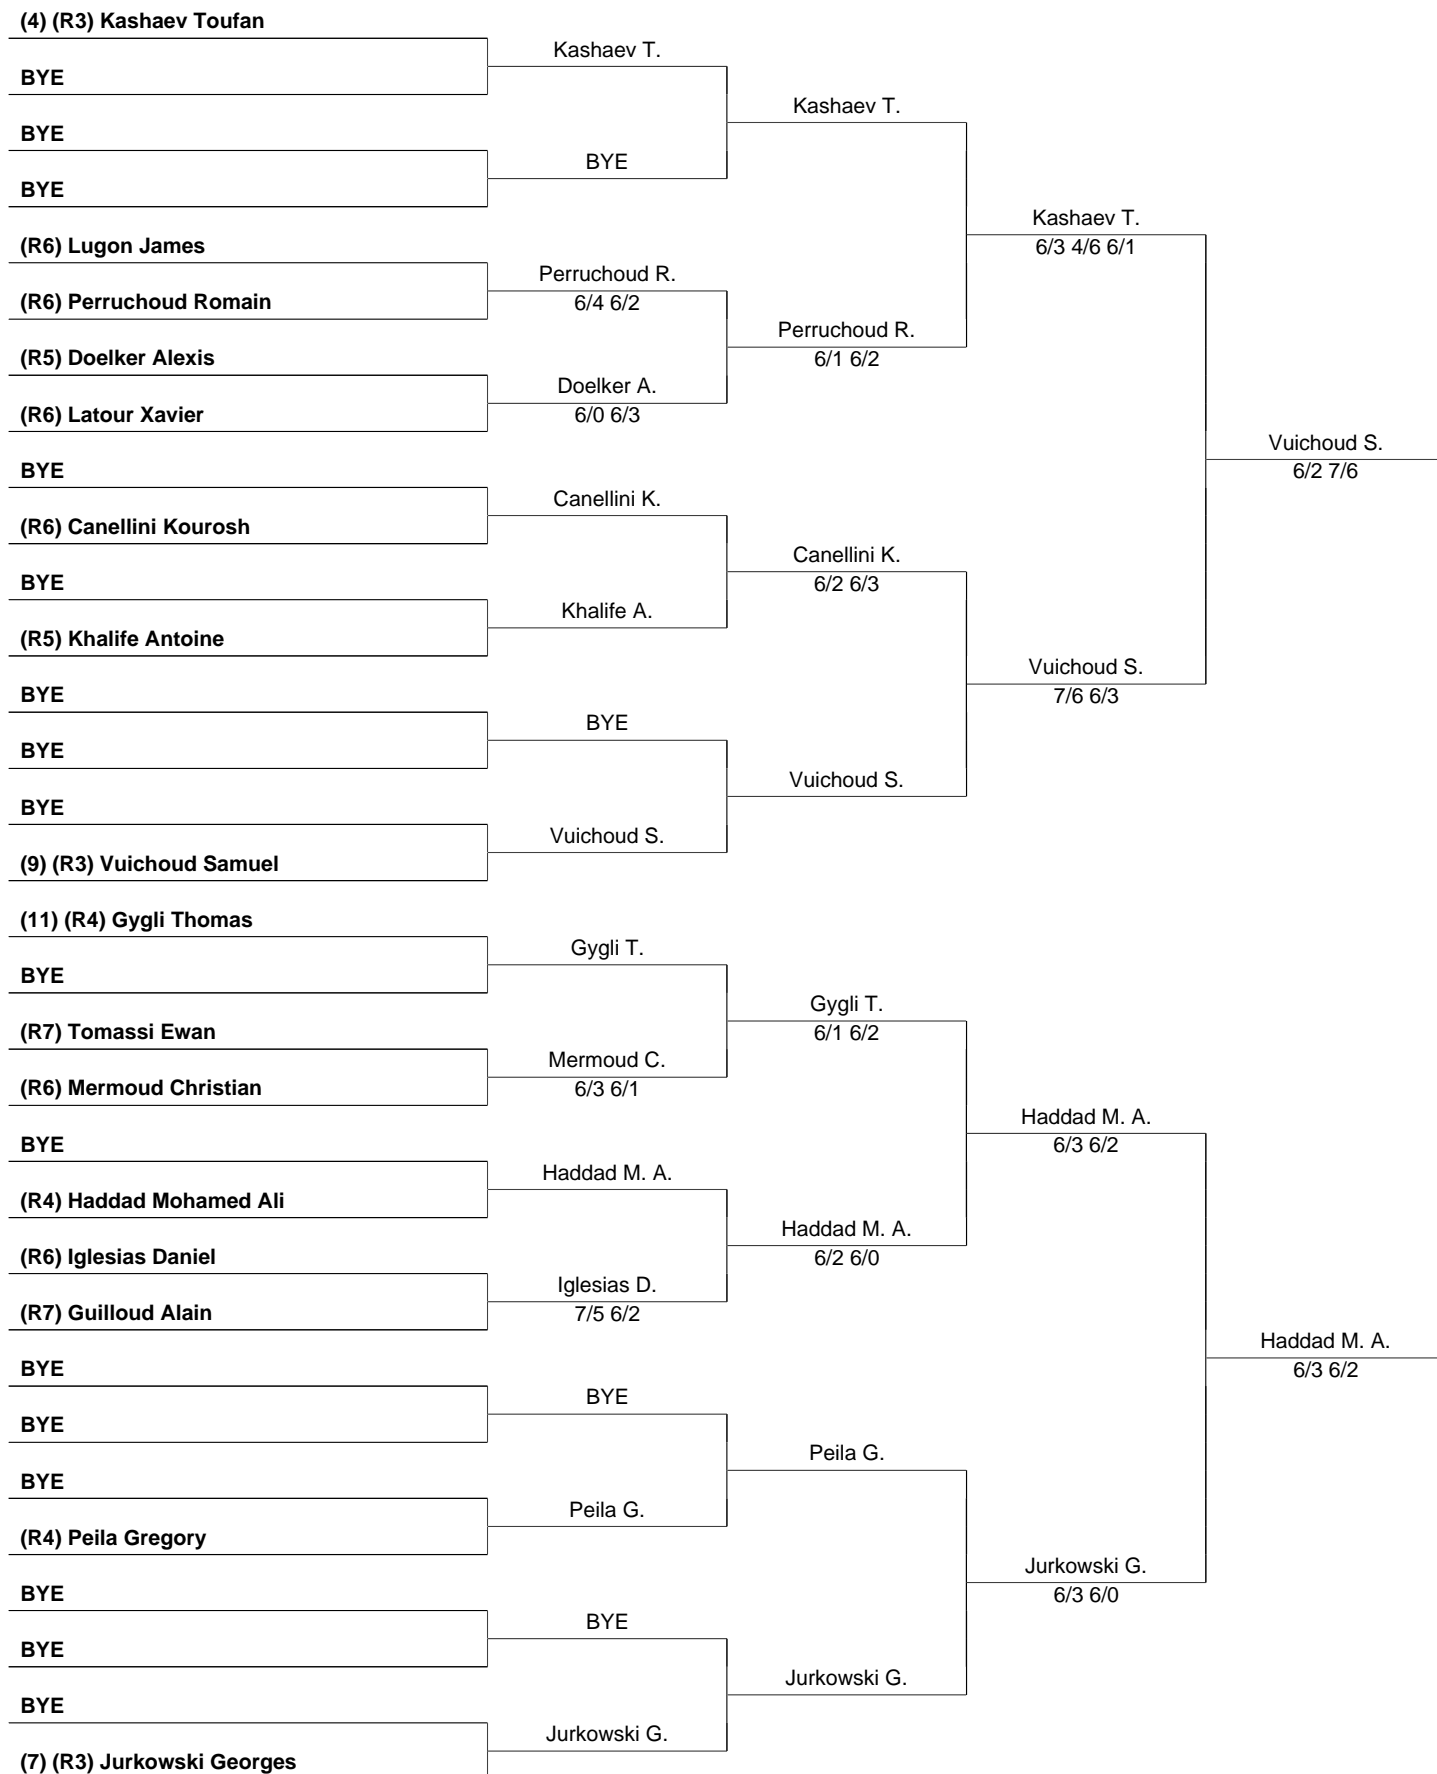 (4) (R3) Kashaev Toufan
Kashaev T.
BYE
Kashaev T.
BYE
BYE
BYE
Kashaev T.
6/3 4/6 6/1
(R6) Lugon James
Perruchoud R.
6/4 6/2
(R6) Perruchoud Romain
Perruchoud R.
6/1 6/2
(R5) Doelker Alexis
Doelker A.
6/0 6/3
(R6) Latour Xavier
Vuichoud S.
6/2 7/6
BYE
Canellini K.
(R6) Canellini Kourosh
Canellini K.
6/2 6/3
BYE
Khalife A.
(R5) Khalife Antoine
Vuichoud S.
7/6 6/3
BYE
BYE
BYE
Vuichoud S.
BYE
Vuichoud S.
(9) (R3) Vuichoud Samuel
(11) (R4) Gygli Thomas
Gygli T.
BYE
Gygli T.
6/1 6/2
(R7) Tomassi Ewan
Mermoud C.
6/3 6/1
(R6) Mermoud Christian
Haddad M. A.
6/3 6/2
BYE
Haddad M. A.
(R4) Haddad Mohamed Ali
Haddad M. A.
6/2 6/0
(R6) Iglesias Daniel
Iglesias D.
7/5 6/2
(R7) Guilloud Alain
Haddad M. A.
6/3 6/2
BYE
BYE
BYE
Peila G.
BYE
Peila G.
(R4) Peila Gregory
Jurkowski G.
6/3 6/0
BYE
BYE
BYE
Jurkowski G.
BYE
Jurkowski G.
(7) (R3) Jurkowski Georges